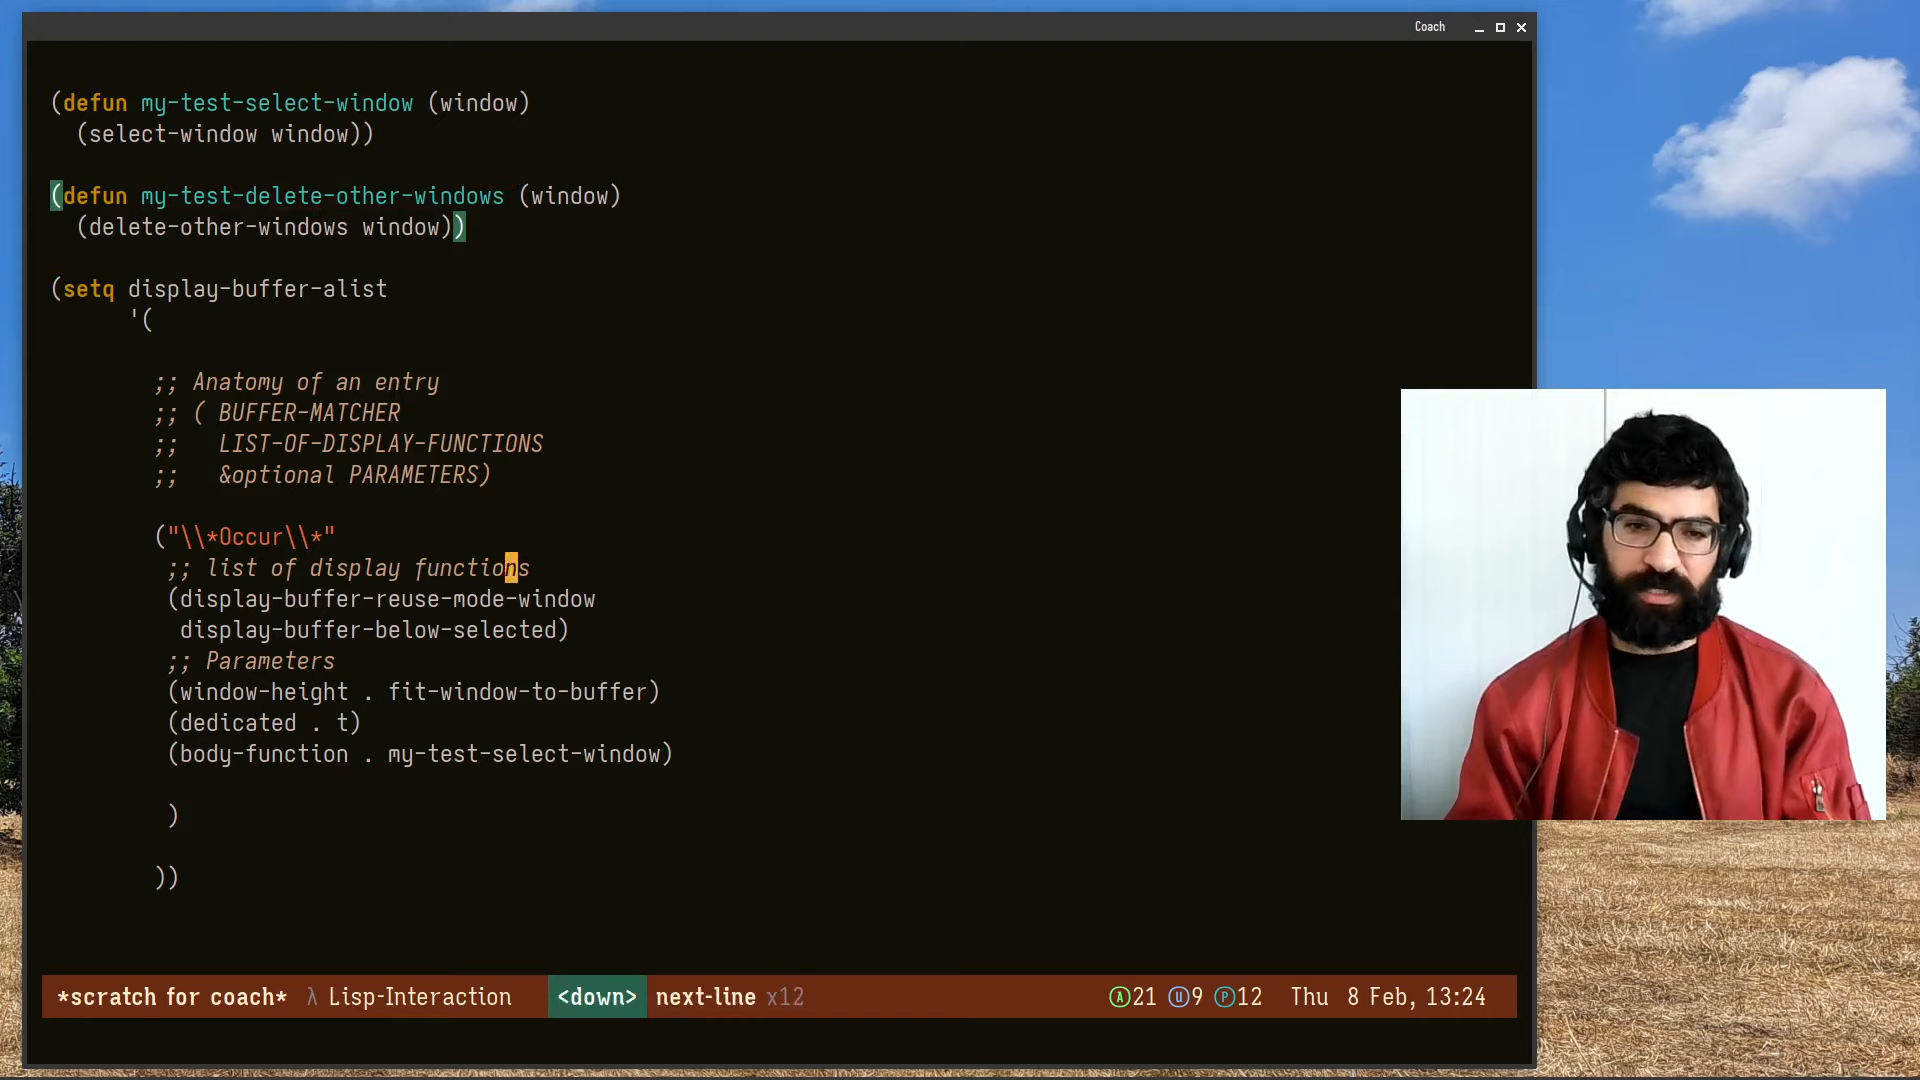 Coach
(defun my-test-select-window (window)
(select-window window))
(defun my-test-delete-other-windows (window)
(delete-other-windows window))
(setq display-buffer-alist
'(
;; Anatomy of an entry
;; ( BUFFER-MATCHER
;; LIST-OF-DISPLAY-FUNCTIONS
;; &optional PARAMETERS)
("\\*Occur\\*"
;; list of display functions
(display-buffer-reuse-mode-window
display-buffer-below-selected)
;; Parameters
(window-height . fit-window-to-buffer)
(dedicated . t)
(body-function . my-test-select-window)
)
))
*scratch for coach* λ Lisp-Interaction <down> next-line x12 Ⓐ21 Ⓤ9 Ⓟ12 Thu 8 Feb, 13:24